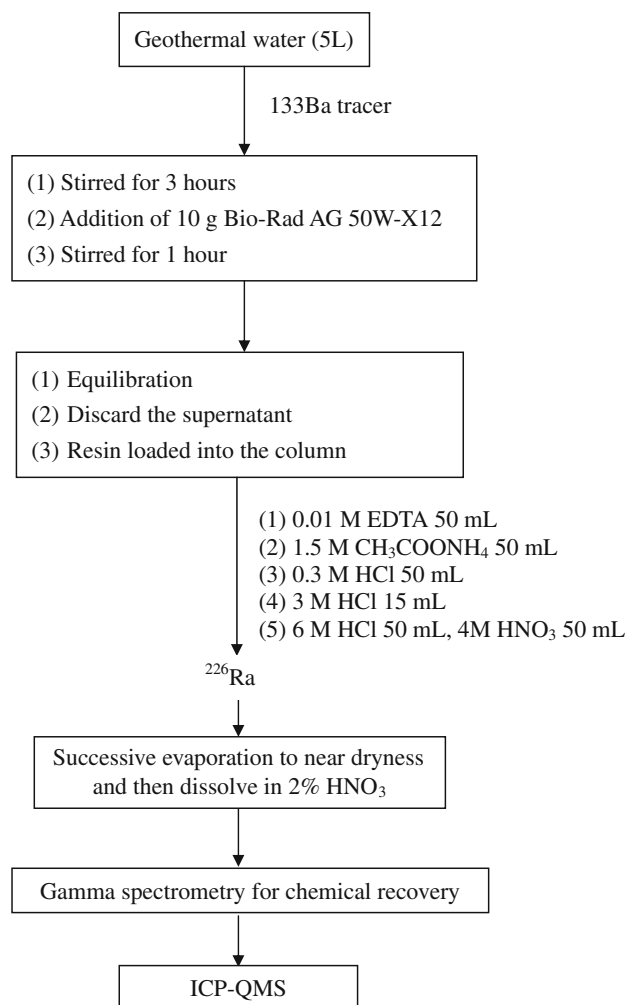 Geothermal water (5L)
133Ba tracer
(1) Stirred for 3 hours
(2) Addition of 10 g Bio-Rad AG 50W-X12
(3) Stirred for 1 hour
(1) Equilibration
(2) Discard the supernatant
(3) Resin loaded into the column
(1) 0.01 M EDTA 50 mL
(2) 1.5 M CH₃COONH₄ 50 mL
(3) 0.3 M HCl 50 mL
(4) 3 M HCl 15 mL
(5) 6 M HCl 50 mL, 4M HNO₃ 50 mL
²²⁶Ra
Successive evaporation to near dryness
and then dissolve in 2% HNO₃
Gamma spectrometry for chemical recovery
ICP-QMS